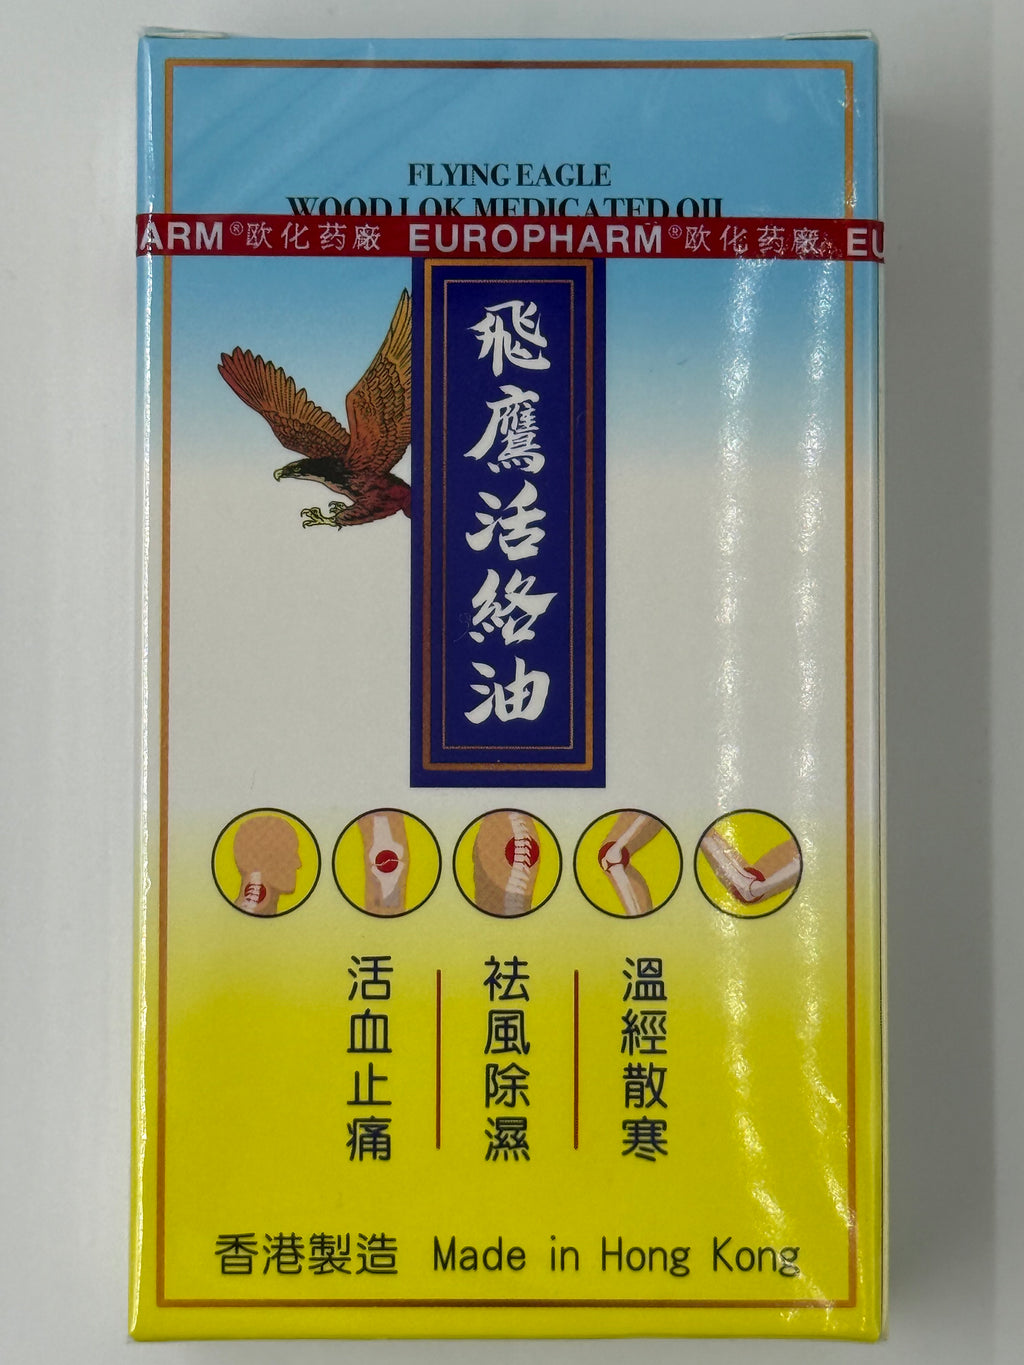 FLYING EAGLE
WOOD LOK MEDICATED OIL
ARM®欧化药廠 EUROPHARM®欧化药廠 EU
飛鷹活絡油
溫經散寒
袪風除濕
活血止痛
香港製造 Made in Hong Kong